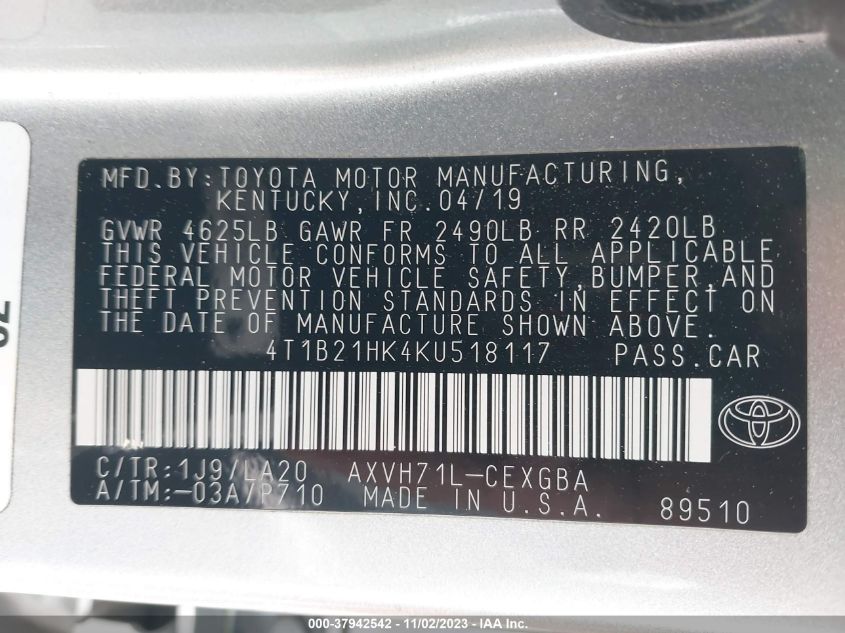 MFD.BY:TOYOTA MOTOR MANUFACTURING,
KENTUCKY,INC.04/19
GVWR 4625LB GAWR FR 2490LB RR 2420LB
THIS VEHICLE CONFORMS TO ALL APPLICABLE
FEDERAL MOTOR VEHICLE SAFETY,BUMPER,AND
THEFT PREVENTION STANDARDS IN EFFECT ON
THE DATE OF MANUFACTURE SHOWN ABOVE.
4T1B21HK4KU518117 PASS.CAR
C/TR:1J9/LA20 AXVH71L-CEXGBA
A/TM:-03A/P710 MADE IN U.S.A. 89510
000-37942542 - 11/02/2023 - IAA Inc.